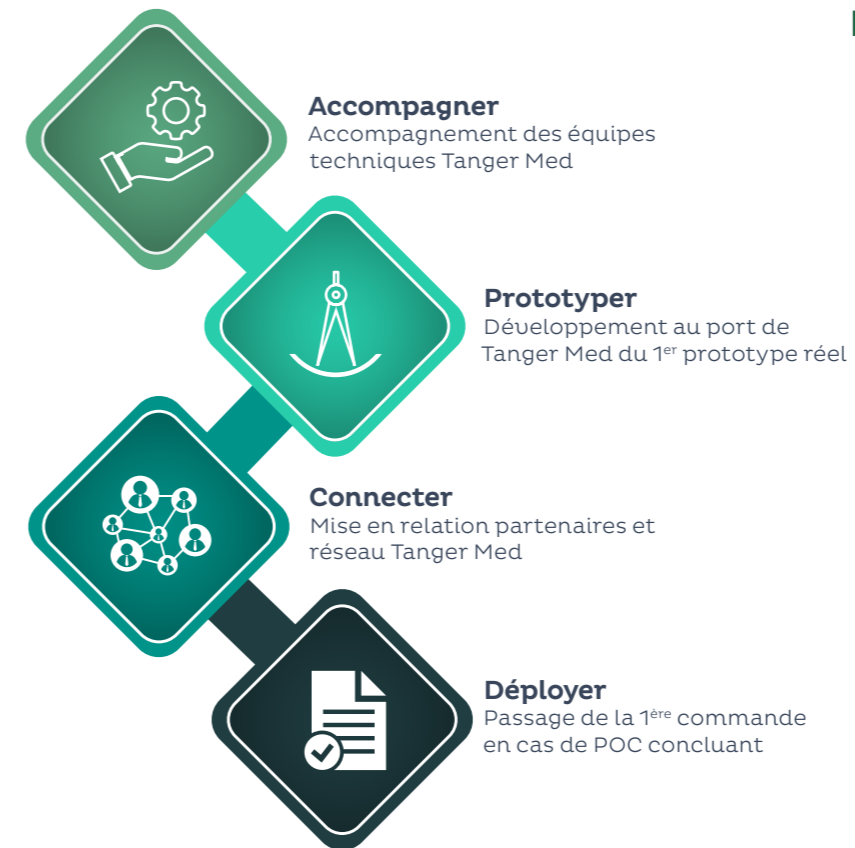 Accompagner
Accompagnement des équipes
techniques Tanger Med
Prototyper
Développement au port de
Tanger Med du 1er prototype réel
Connecter
Mise en relation partenaires et
réseau Tanger Med
Déployer
Passage de la 1ère commande
en cas de POC concluant